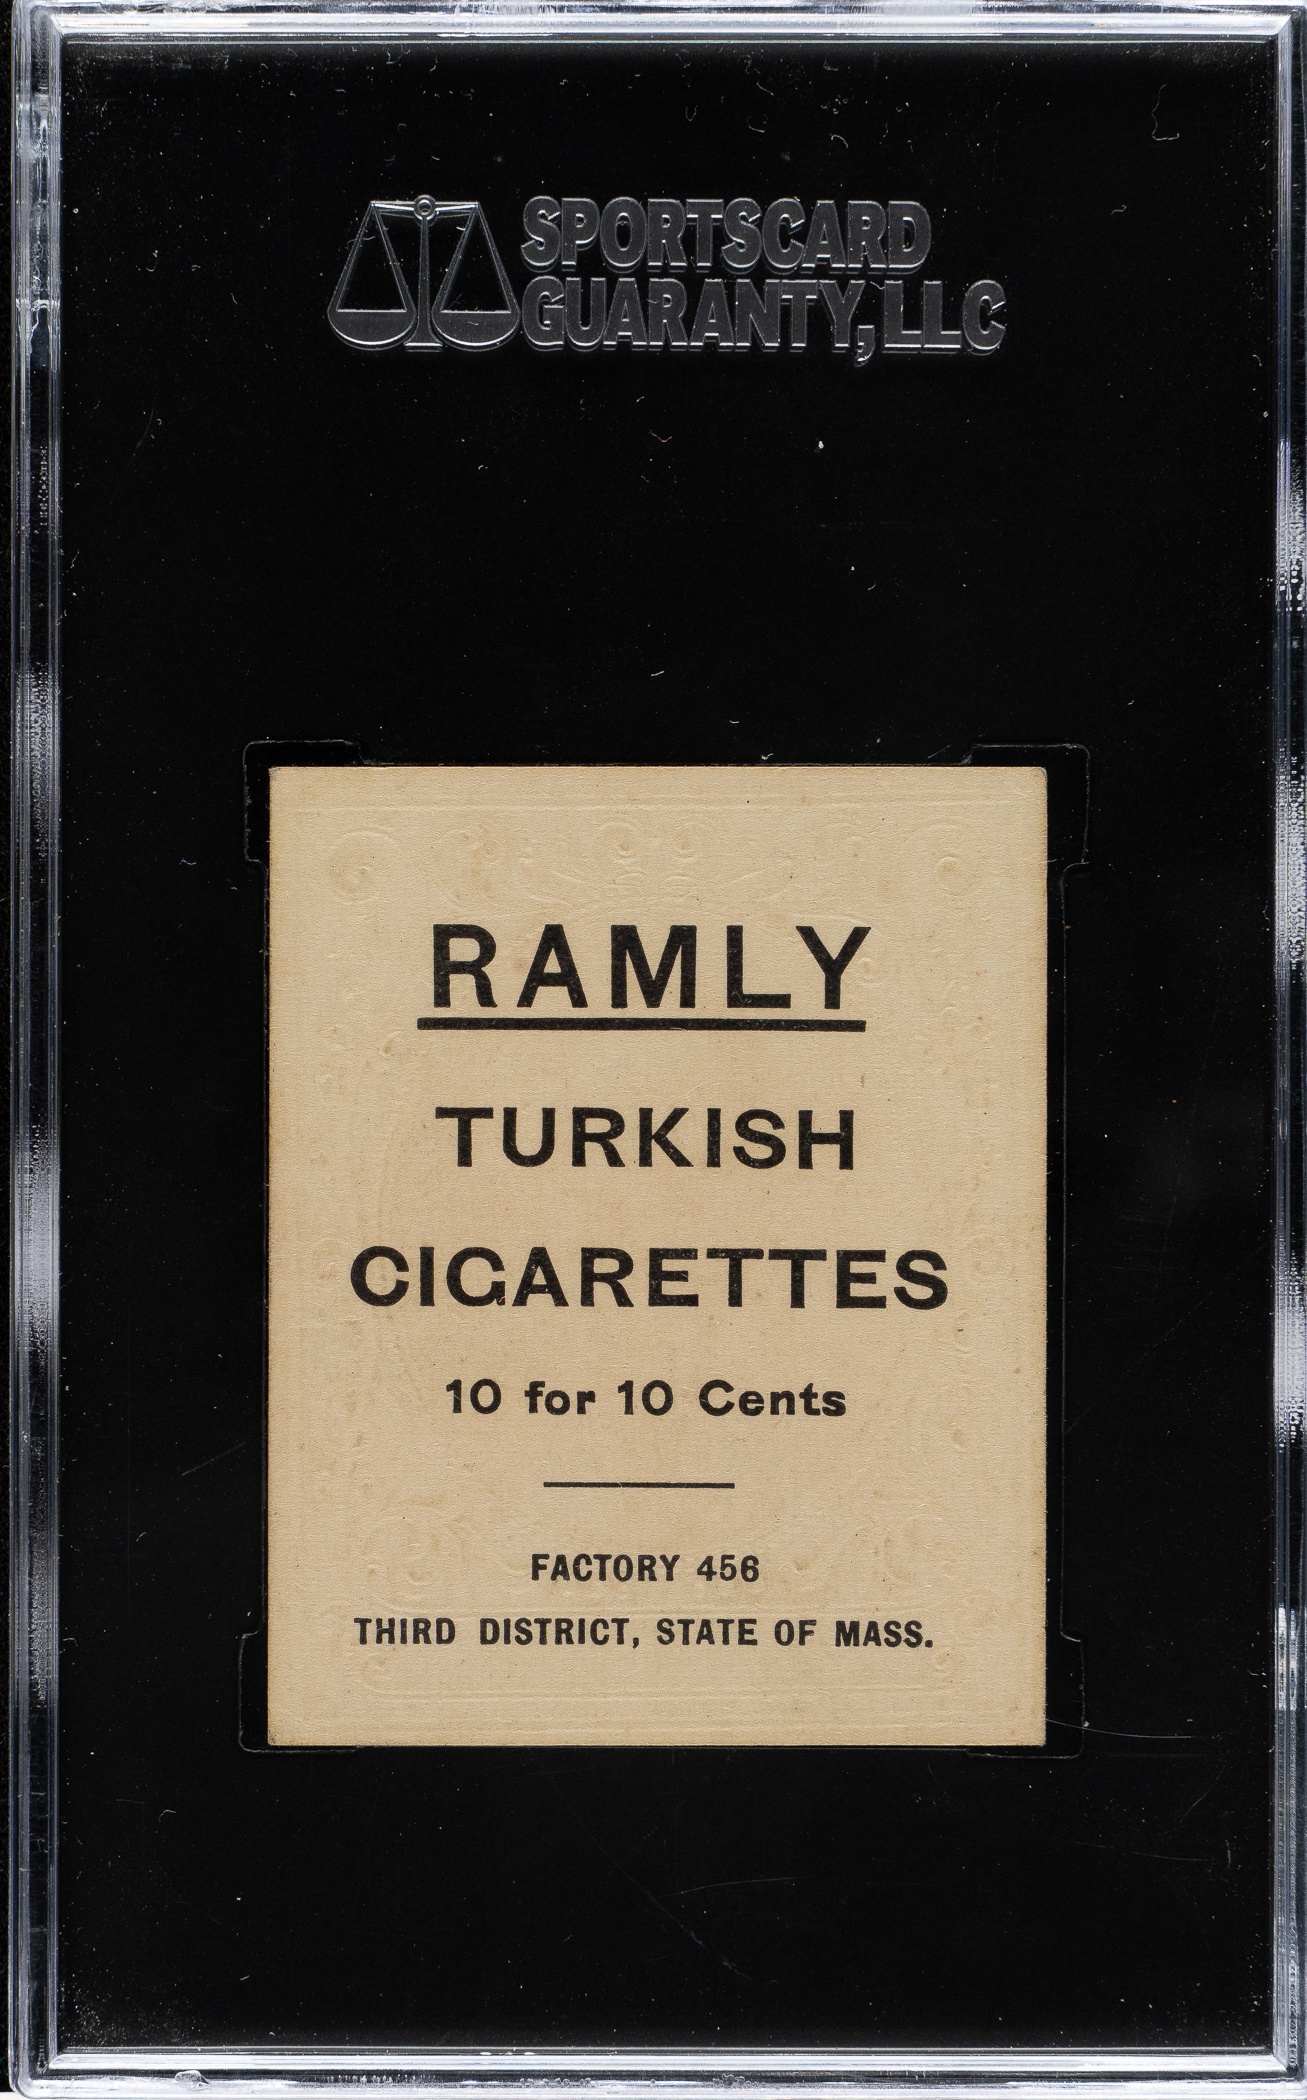 SPORTSCARD
GUARANTY, LLC
RAMLY
TURKISH
CIGARETTES
10 for 10 Cents
FACTORY 456
THIRD DISTRICT, STATE OF MASS.